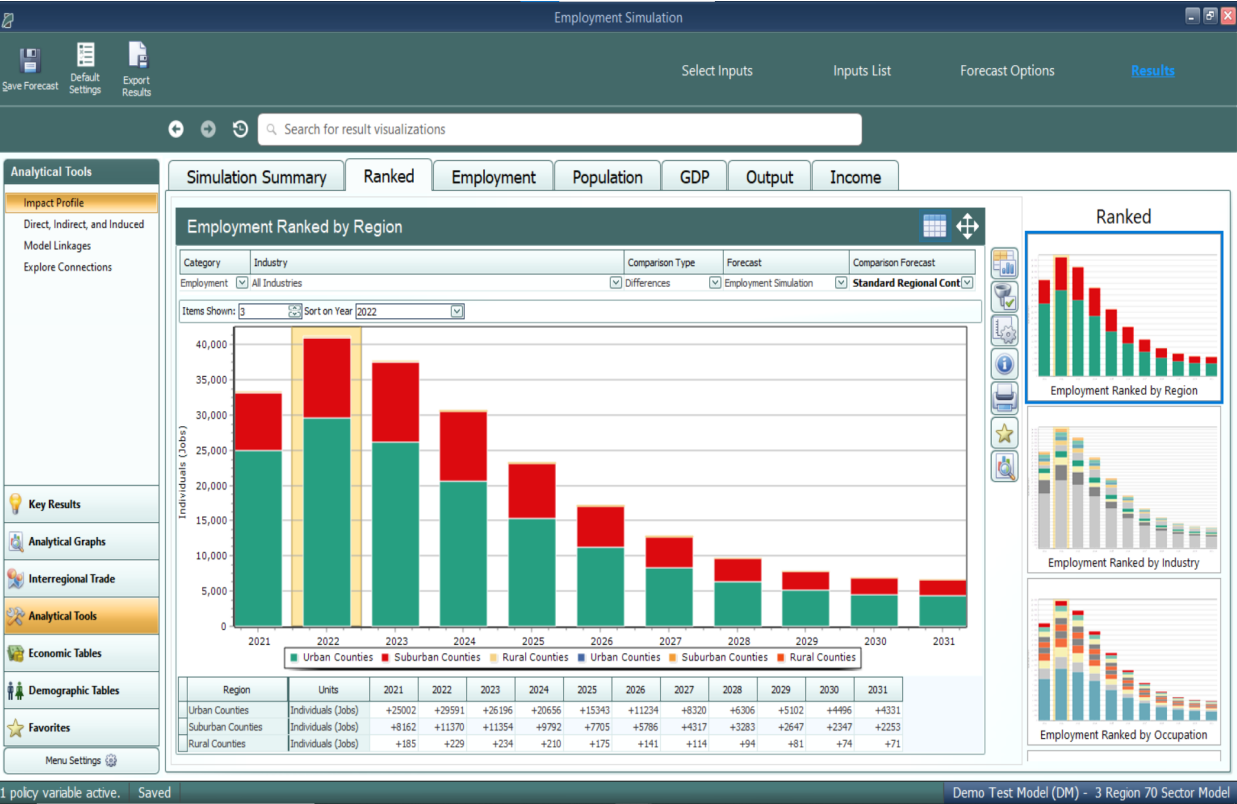 Employment Simulation
Save Forecast
Default Settings
Export Results
Select Inputs
Inputs List
Forecast Options
Results
Search for result visualizations
Analytical Tools
Impact Profile
Direct, Indirect, and Induced
Model Linkages
Explore Connections
Key Results
Analytical Graphs
Interregional Trade
Analytical Tools
Economic Tables
Demographic Tables
Favorites
Menu Settings
Simulation Summary Ranked Employment Population GDP Output Income
Employment Ranked by Region
Category Industry Comparison Type Forecast Comparison Forecast
Employment All Industries Differences Employment Simulation Standard Regional Cont
Items Shown: 3 Sort on Year 2022
Individuals (Jobs)
40,000
35,000
30,000
25,000
20,000
15,000
10,000
5,000
0
2021 2022 2023 2024 2025 2026 2027 2028 2029 2030 2031
Urban Counties Suburban Counties Rural Counties Urban Counties Suburban Counties Rural Counties
Region Units 2021 2022 2023 2024 2025 2026 2027 2028 2029 2030 2031
Urban Counties Individuals (Jobs) +25002 +29591 +26196 +20656 +15343 +11234 +8320 +6306 +5102 +4496 +4331
Suburban Counties Individuals (Jobs) +8162 +11370 +11354 +9792 +7705 +5786 +4317 +3283 +2647 +2347 +2253
Rural Counties Individuals (Jobs) +185 +229 +234 +210 +175 +141 +114 +94 +81 +74 +71
Ranked
Employment Ranked by Region
Employment Ranked by Industry
Employment Ranked by Occupation
1 policy variable active. Saved
Demo Test Model (DM) - 3 Region 70 Sector Model